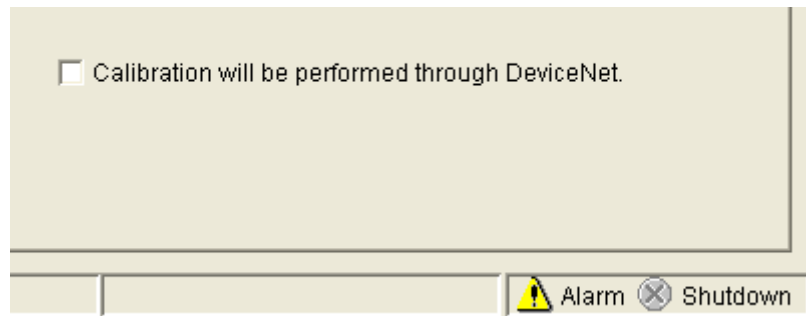 Calibration will be performed through DeviceNet.
Alarm Shutdown